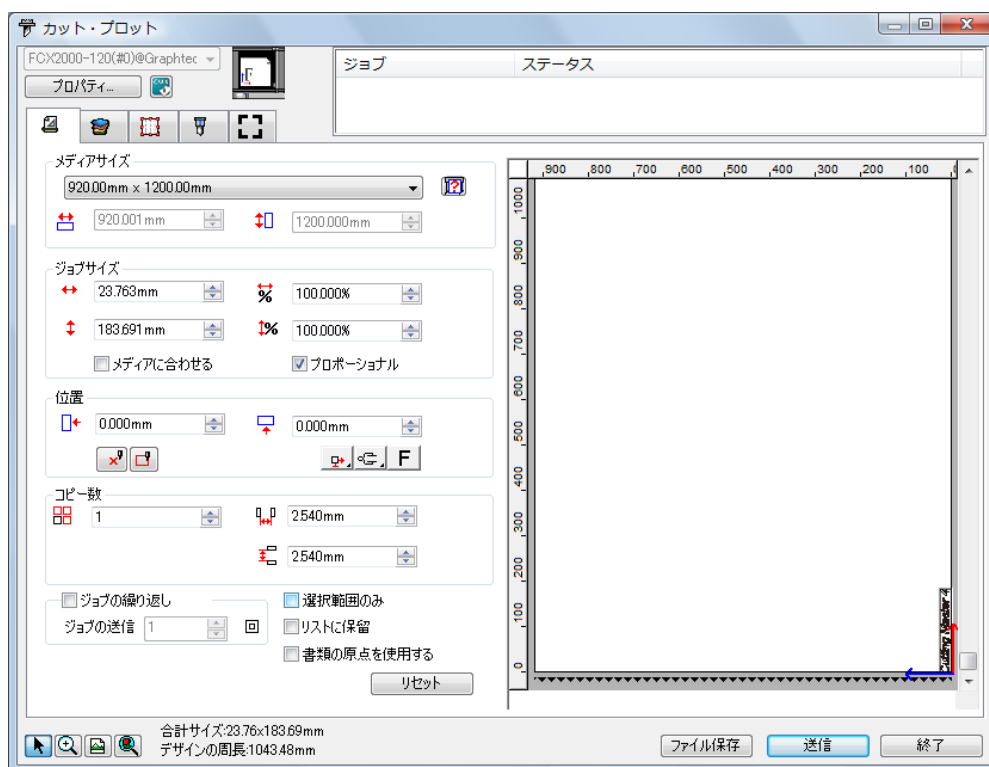 カット・プロット
FCX2000-120(#0)@Graphtec
プロパティ...
ジョブ ステータス
メディアサイズ
920.00mm x 1200.00mm
920.001mm 1200.000mm
ジョブサイズ
23.763mm % 100.000%
183.691mm % 100.000%
メディアに合わせる プロポーショナル
位置
0.000mm 0.000mm
F
コピー数
1 2.540mm
2.540mm
ジョブの繰り返し 選択範囲のみ
ジョブの送信 1 リストに保留
書類の原点を使用する
リセット
900 800 700 600 500 400 300 200 100 0
1000
900
800
700
600
500
400
300
200
100
0
Cutting Master 4
合計サイズ:23.76x183.69mm
デザインの周長:1043.48mm
ファイル保存 送信 終了